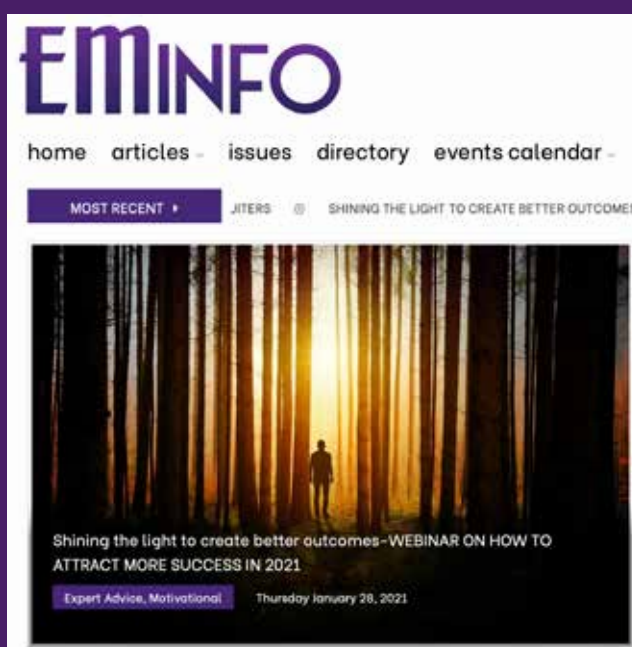 EMINFO
home articles issues directory events calendar
MOST RECENT JITERS SHINING THE LIGHT TO CREATE BETTER OUTCOMES
Shining the light to create better outcomes-WEBINAR ON HOW TO
ATTRACT MORE SUCCESS IN 2021
Expert Advice, Motivational Thursday January 28, 2021